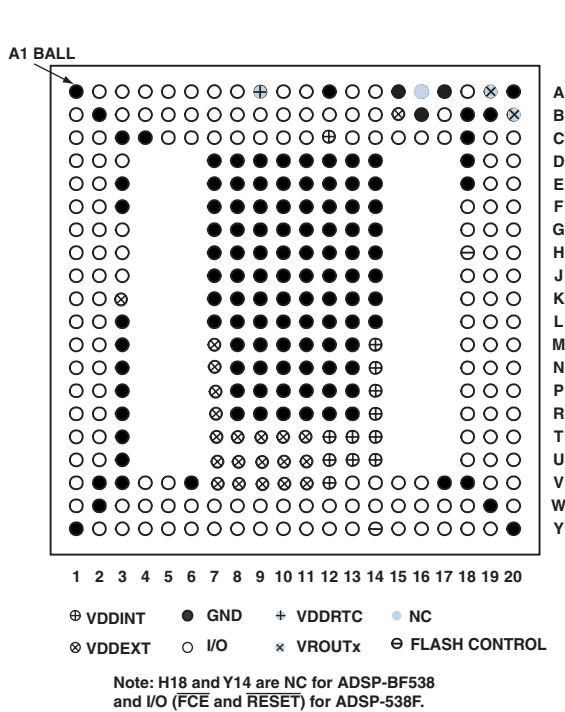 A1 BALL
A
B
C
D
E
F
G
H
J
K
L
M
N
P
R
T
U
V
W
Y
1 2 3 4 5 6 7 8 9 10 11 12 13 14 15 16 17 18 19 20
VDDINT GND VDDRTC NC
VDDEXT I/O VROUTx FLASH CONTROL
Note: H18 and Y14 are NC for ADSP-BF538
and I/O (FCE and RESET) for ADSP-538F.